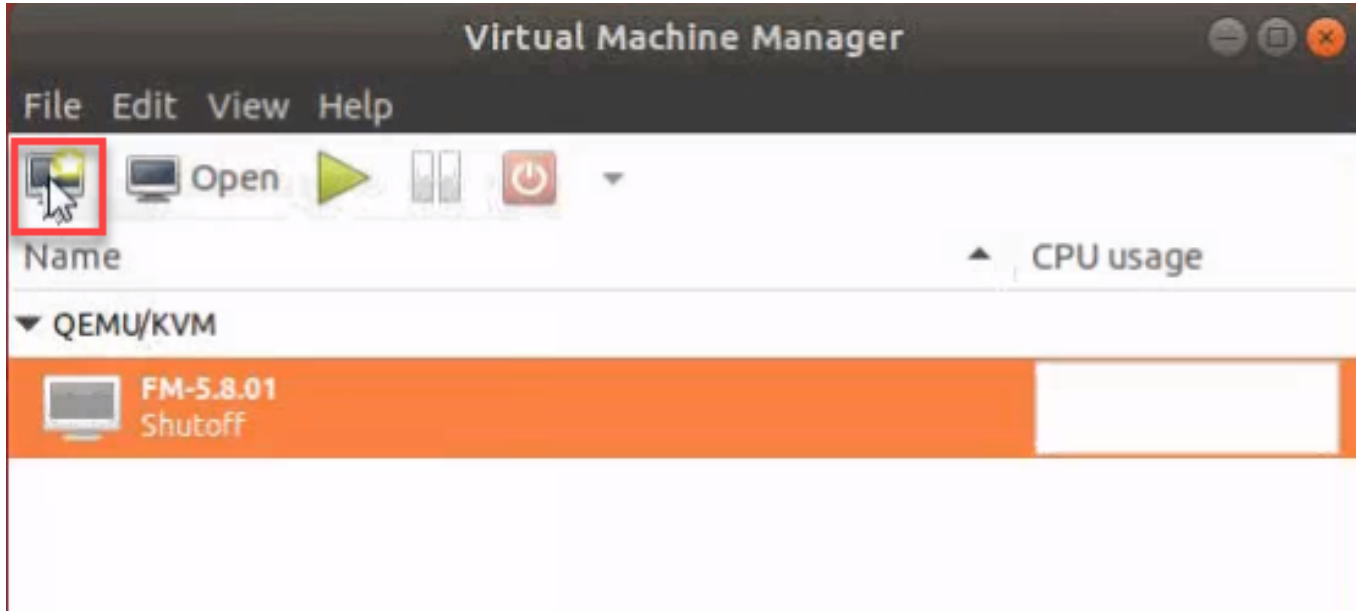 Virtual Machine Manager
File Edit View Help
Open
Name CPU usage
QEMU/KVM
FM-5.8.01
Shutoff